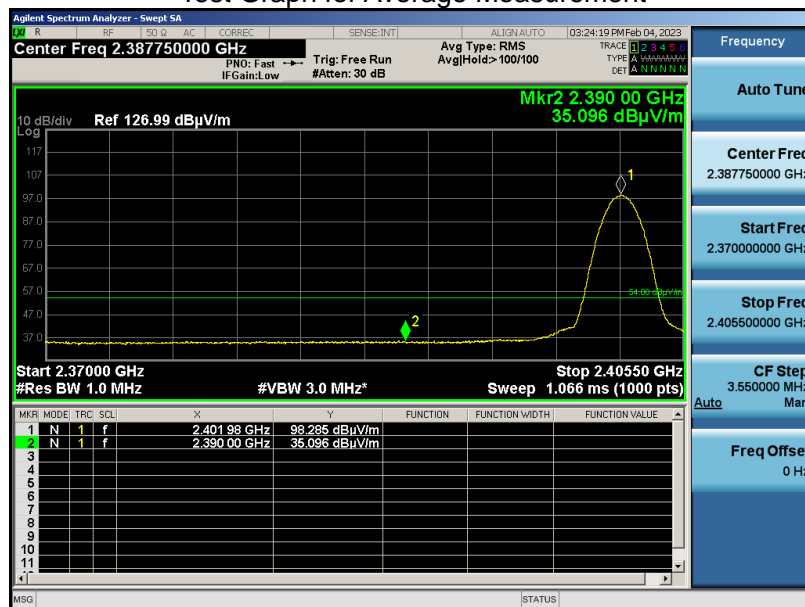 Test Graph for Average Measurement
Agilent Spectrum Analyzer - Swept SA
LXI R RF 50 Ω AC CORREC SENSE:INT ALIGN AUTO 03:24:19 PM Feb 04, 2023
Center Freq 2.387750000 GHz
PNO: Fast
IFGain:Low
Trig: Free Run
#Atten: 30 dB
Avg Type: RMS
Avg|Hold:>100/100
TRACE 1 2 3 4 5 6
TYPE A
DET A N N N N N
Mkr2 2.390 00 GHz
35.096 dBµV/m
10 dB/div Ref 126.99 dBµV/m
Log
117
107
97.0
87.0
77.0
67.0
57.0
47.0
37.0
1
2
54.00 dBµV/m
Start 2.37000 GHz Stop 2.40550 GHz
#Res BW 1.0 MHz #VBW 3.0 MHz* Sweep 1.066 ms (1000 pts)
MKR MODE TRC SCL X Y FUNCTION FUNCTION WIDTH FUNCTION VALUE
1 N 1 f 2.401 98 GHz 98.285 dBµV/m
2 N 1 f 2.390 00 GHz 35.096 dBµV/m
3
4
5
6
7
8
9
10
11
MSG STATUS
Frequency
Auto Tune
Center Freq
2.387750000 GHz
Start Freq
2.370000000 GHz
Stop Freq
2.405500000 GHz
CF Step
3.550000 MHz
Auto Man
Freq Offset
0 Hz